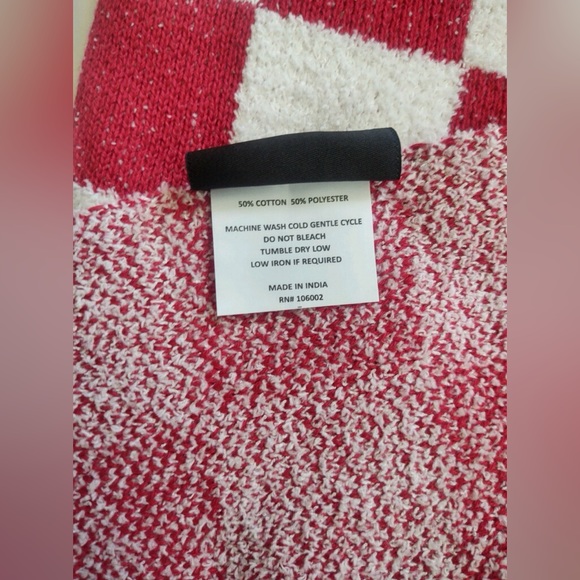 50% COTTON 50% POLYESTER
MACHINE WASH COLD GENTLE CYCLE
DO NOT BLEACH
TUMBLE DRY LOW
LOW IRON IF REQUIRED
MADE IN INDIA
RN# 106002